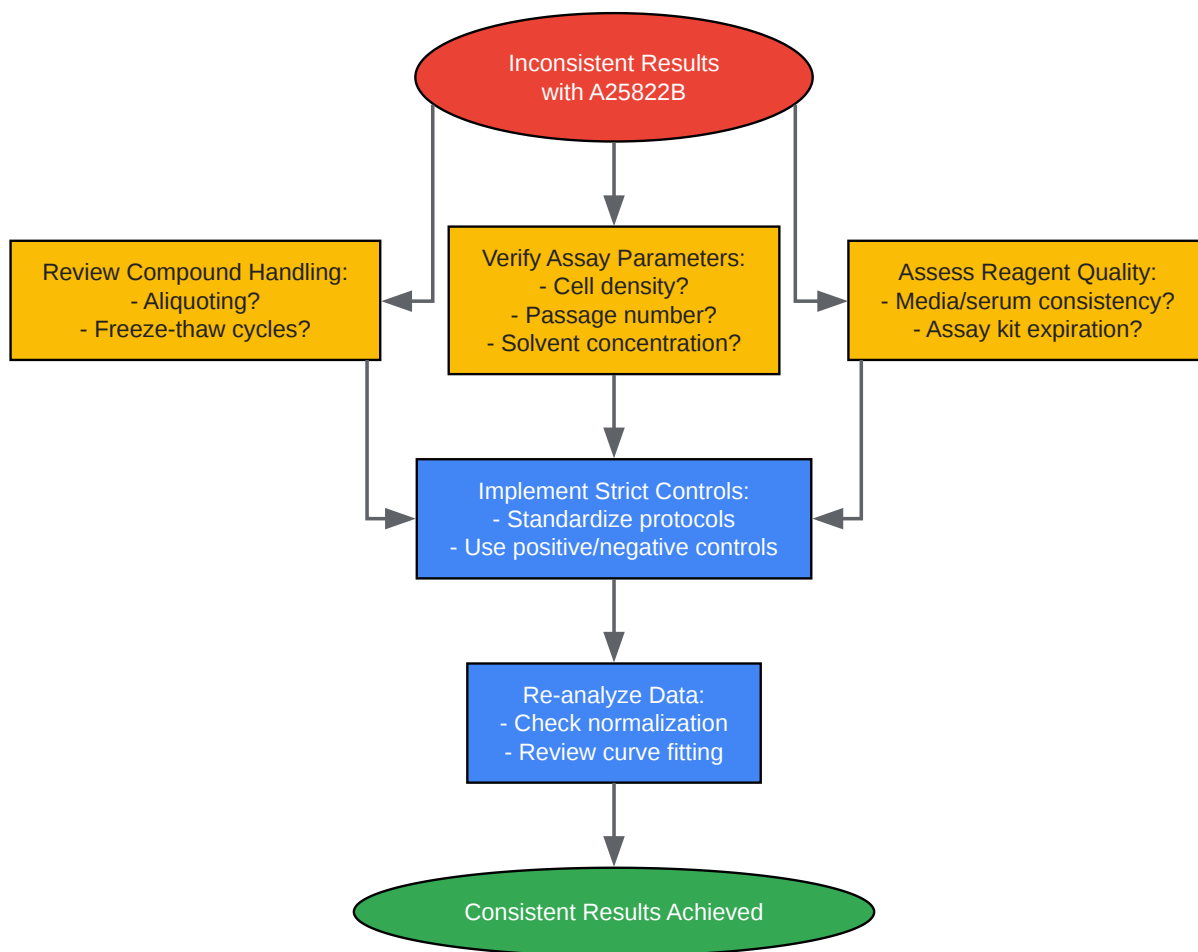 Inconsistent Results
with A25822B
Review Compound Handling:
- Aliquoting?
- Freeze-thaw cycles?
Verify Assay Parameters:
- Cell density?
- Passage number?
- Solvent concentration?
Assess Reagent Quality:
- Media/serum consistency?
- Assay kit expiration?
Implement Strict Controls:
- Standardize protocols
- Use positive/negative controls
Re-analyze Data:
- Check normalization
- Review curve fitting
Consistent Results Achieved